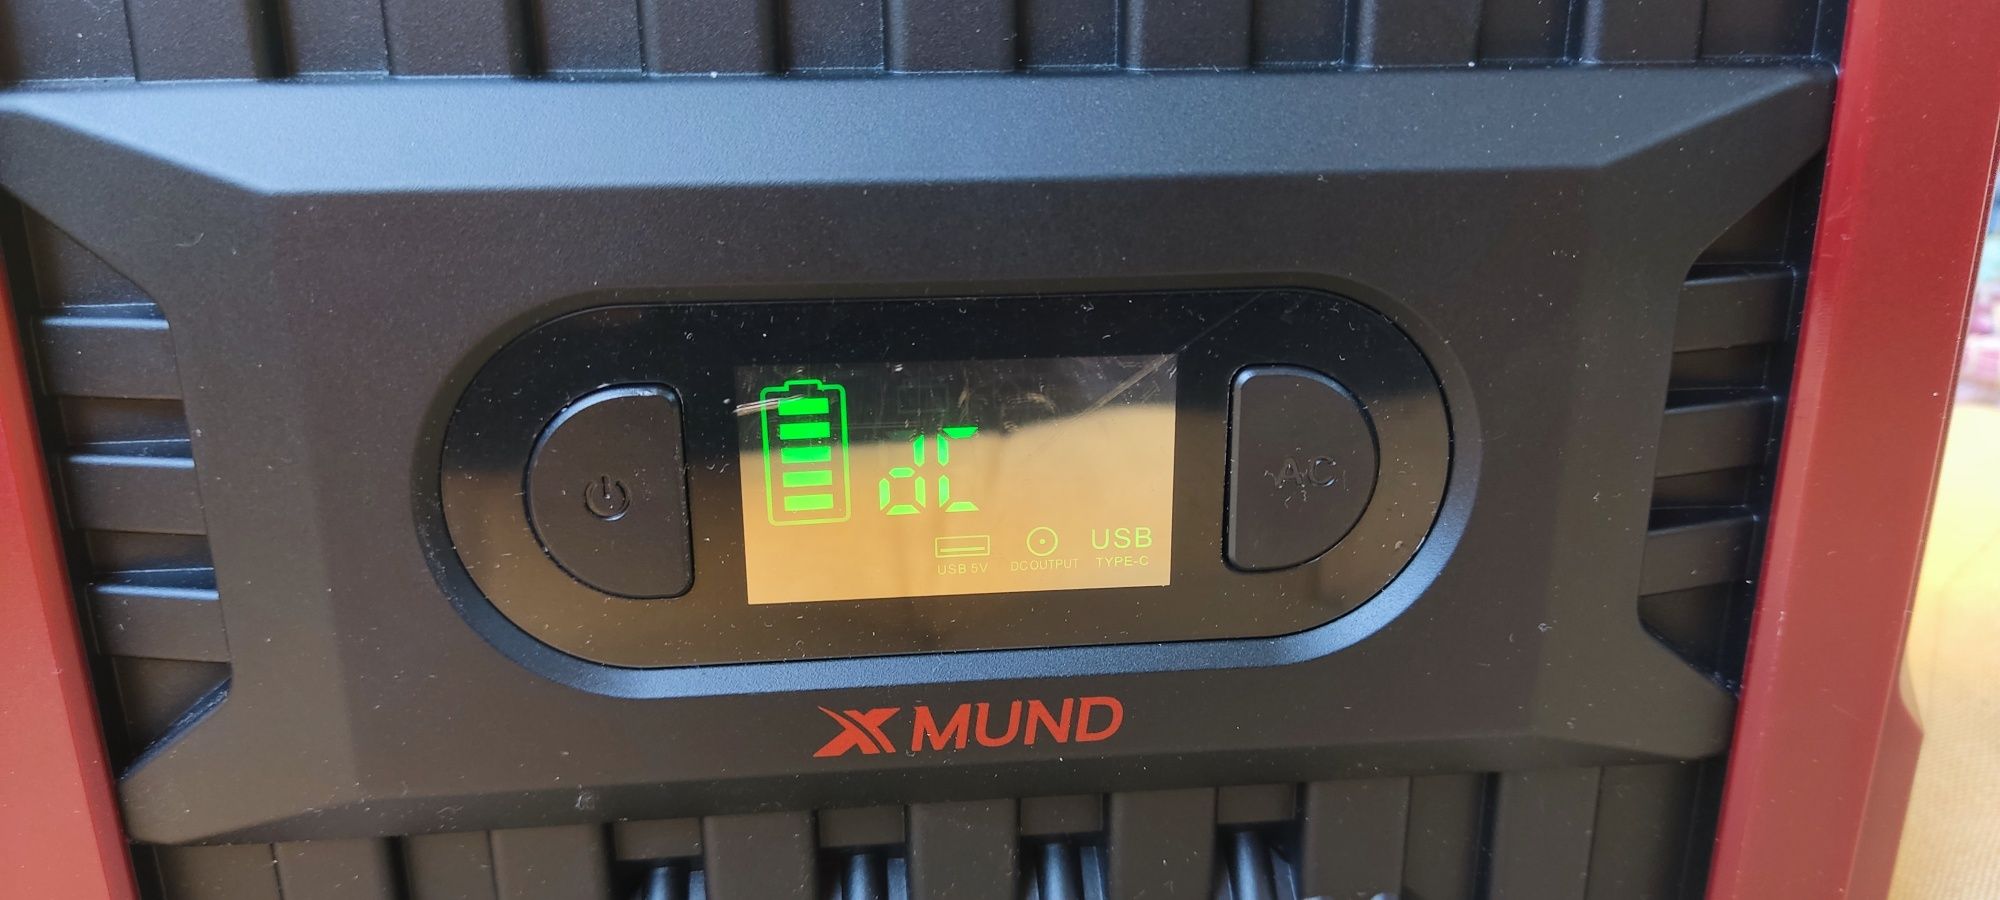 dC
AC
USB 5V
DC OUTPUT
USB
TYPE-C
XMUND